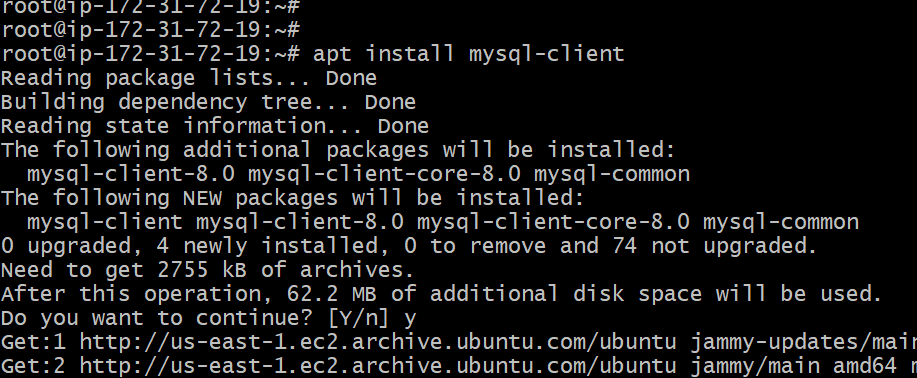 root@ip-172-31-72-19:~#
root@ip-172-31-72-19:~#
root@ip-172-31-72-19:~# apt install mysql-client
Reading package lists... Done
Building dependency tree... Done
Reading state information... Done
The following additional packages will be installed:
  mysql-client-8.0 mysql-client-core-8.0 mysql-common
The following NEW packages will be installed:
  mysql-client mysql-client-8.0 mysql-client-core-8.0 mysql-common
0 upgraded, 4 newly installed, 0 to remove and 74 not upgraded.
Need to get 2755 kB of archives.
After this operation, 62.2 MB of additional disk space will be used.
Do you want to continue? [Y/n] y
Get:1 http://us-east-1.ec2.archive.ubuntu.com/ubuntu jammy-updates/main
Get:2 http://us-east-1.ec2.archive.ubuntu.com/ubuntu jammy/main amd64